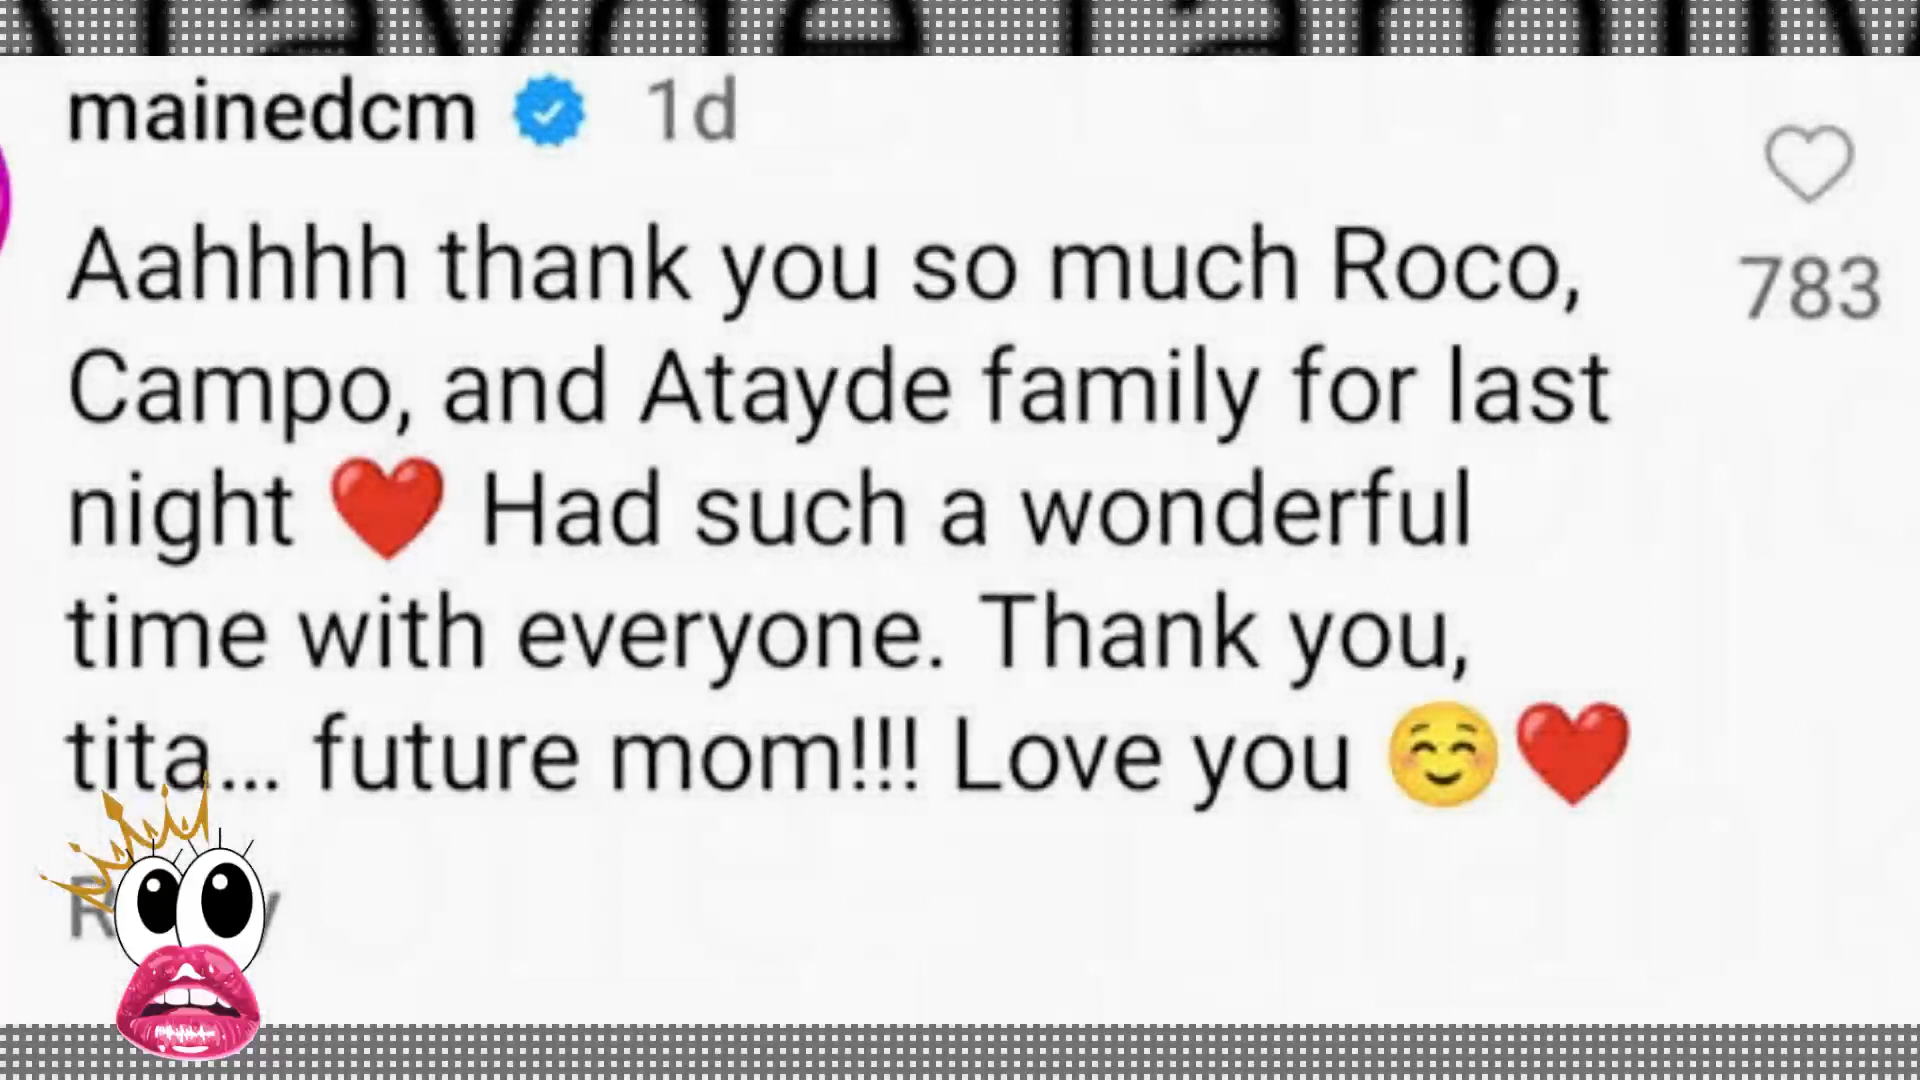 mainedcm 1d
Aahhhh thank you so much Roco,
783
Campo, and Atayde family for last
night ❤️ Had such a wonderful
time with everyone. Thank you,
tita... future mom!!! Love you ☺️❤️